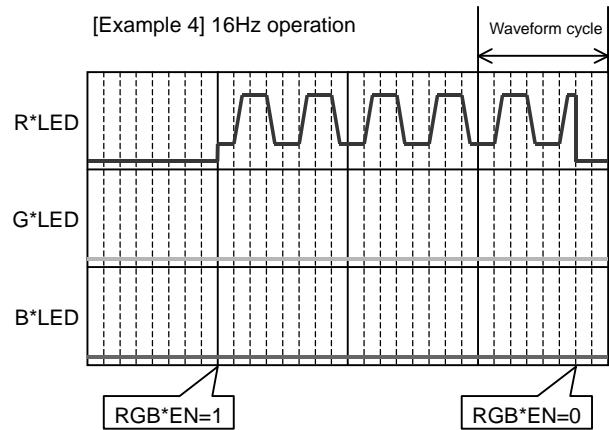 [Example 4] 16Hz operation
Waveform cycle
R*LED
G*LED
B*LED
RGB*EN=1
RGB*EN=0